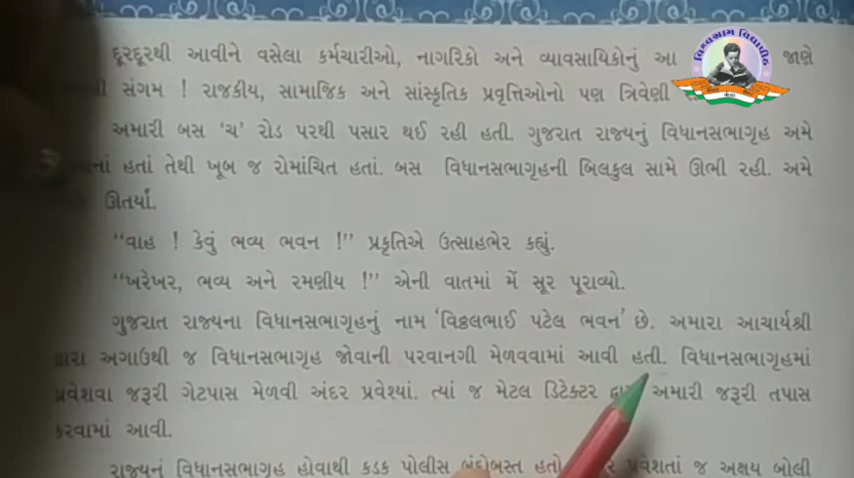 દૂરદૂરથી આવીને વસેલા કર્મચારીઓ, નાગરિકો અને વ્યાવસાયિકોનું આ જાણે
સંગમ ! રાજકીય, સામાજિક અને સાંસ્કૃતિક પ્રવૃત્તિઓનો પણ ત્રિવેણી
અમારી બસ ‘ચ’ રોડ પરથી પસાર થઈ રહી હતી. ગુજરાત રાજ્યનું વિધાનસભાગૃહ અમે
હતાં તેથી ખૂબ જ રોમાંચિત હતાં. બસ વિધાનસભાગૃહની બિલકુલ સામે ઊભી રહી. અમે
ઊતર્યાં.
“વાહ ! કેવું ભવ્ય ભવન !” પ્રકૃતિએ ઉત્સાહભેર કહ્યું.
“ખરેખર, ભવ્ય અને રમણીય !” એની વાતમાં મેં સૂર પૂરાવ્યો.
ગુજરાત રાજ્યના વિધાનસભાગૃહનું નામ ‘વિઠ્ઠલભાઈ પટેલ ભવન’ છે. અમારા આચાર્યશ્રી
દ્વારા અગાઉથી જ વિધાનસભાગૃહ જોવાની પરવાનગી મેળવવામાં આવી હતી. વિધાનસભાગૃહમાં
પ્રવેશવા જરૂરી ગેટપાસ મેળવી અંદર પ્રવેશ્યાં. ત્યાં જ મેટલ ડિટેક્ટર દ્વારા અમારી જરૂરી તપાસ
કરવામાં આવી.
રાજ્યનું વિધાનસભાગૃહ હોવાથી કડક પોલીસ બંદોબસ્ત હતો. પ્રવેશતાં જ અક્ષય બોલી
વિશ્વગ્રામ વિદ્યાપીઠ